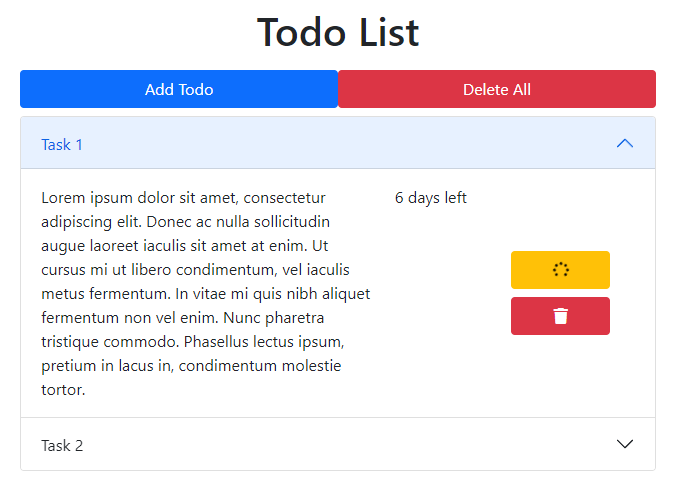 Todo List
Add Todo
Delete All
Task 1
Lorem ipsum dolor sit amet, consectetur
adipiscing elit. Donec ac nulla sollicitudin
augue laoreet iaculis sit amet at enim. Ut
cursus mi ut libero condimentum, vel iaculis
metus fermentum. In vitae mi quis nibh aliquet
fermentum non vel enim. Nunc pharetra
tristique commodo. Phasellus lectus ipsum,
pretium in lacus in, condimentum molestie
tortor.
6 days left
Task 2